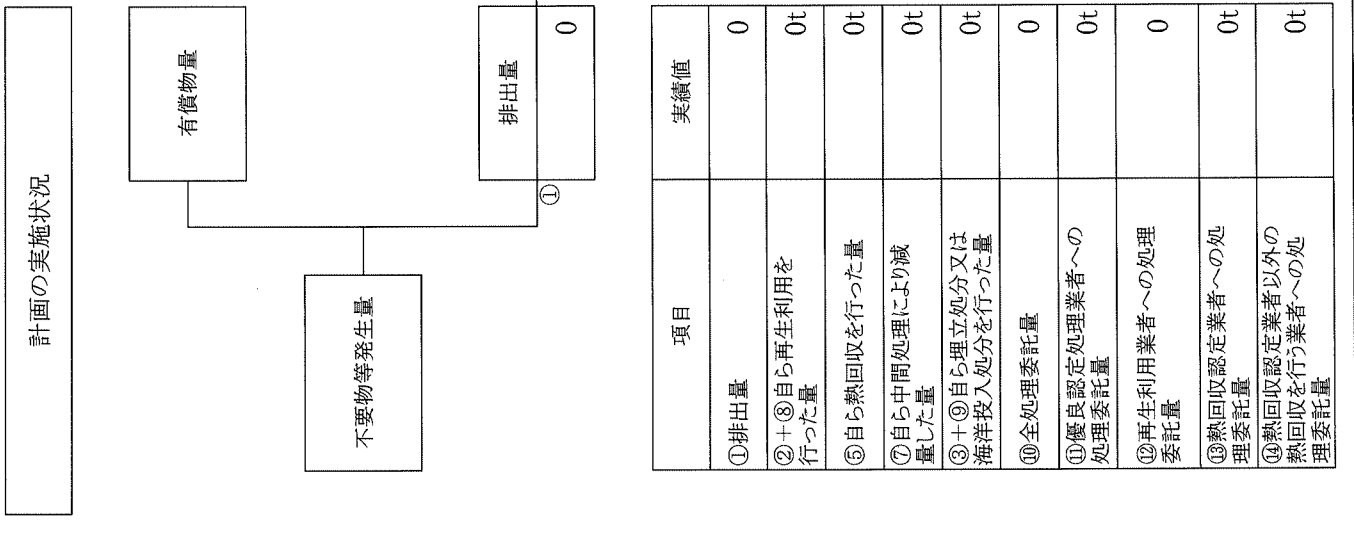 計画の実施状況
有償物量
不要物等発生量
排出量
①
0
項目 実績値
①排出量 0
②+⑧自ら再生利用を
行った量 0t
⑤自ら熱回収を行った量 0t
⑦自ら中間処理により減
量した量 0t
③+⑨自ら埋立処分又は
海洋投入処分を行った量 0t
⑩全処理委託量 0
⑪優良認定処理業者への
処理委託量 0t
⑫再生利用業者への処理
委託量 0
⑬熱回収認定業者への処
理委託量 0t
⑭熱回収認定業者以外の
熱回収を行う業者への処
理委託量 0t